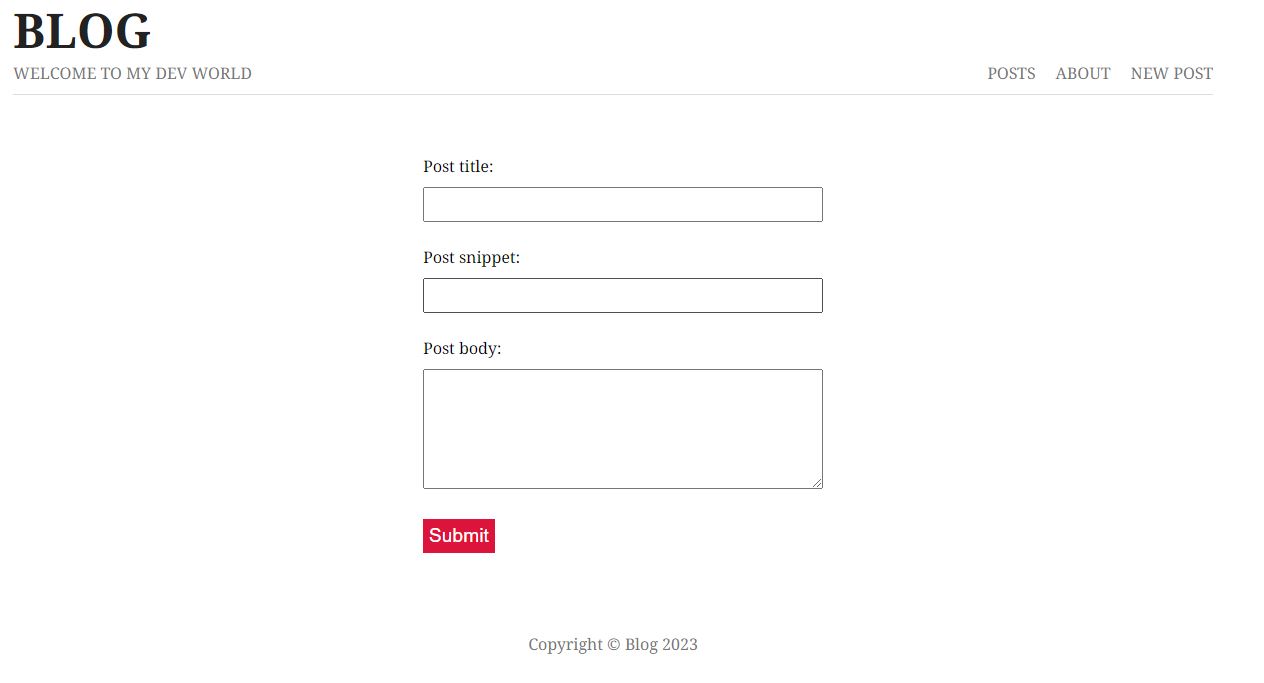 BLOG
WELCOME TO MY DEV WORLD
POSTS ABOUT NEW POST
Post title:
Post snippet:
Post body:
Submit
Copyright © Blog 2023